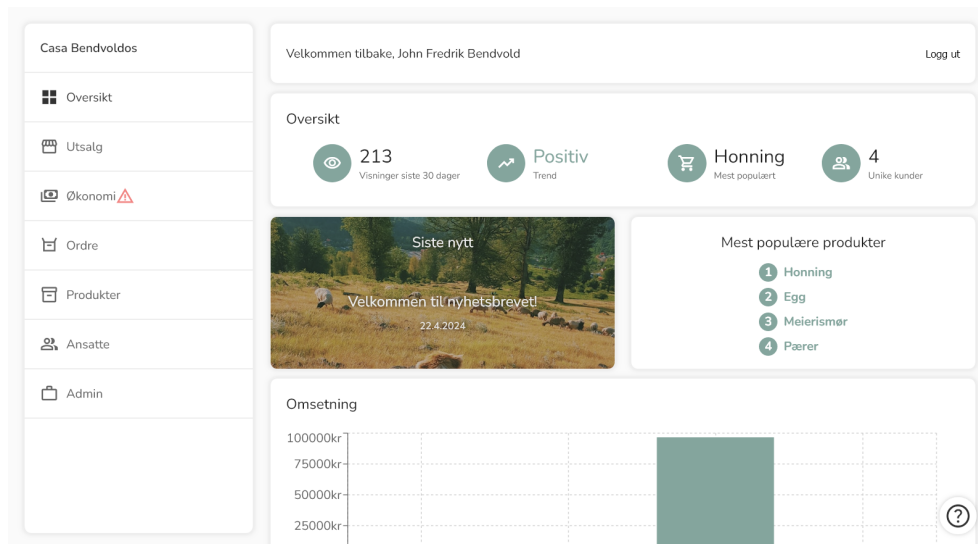 Casa Bendvoldos
Oversikt
Utsalg
Økonomi
Ordre
Produkter
Ansatte
Admin
Velkommen tilbake, John Fredrik Bendvold
Logg ut
Oversikt
213
Visninger siste 30 dager
Positiv
Trend
Honning
Mest populært
4
Unike kunder
Siste nytt
Velkommen til nyhetsbrevet!
22.4.2024
Mest populære produkter
1 Honning
2 Egg
3 Meierismør
4 Pærer
Omsetning
100000kr
75000kr
50000kr
25000kr